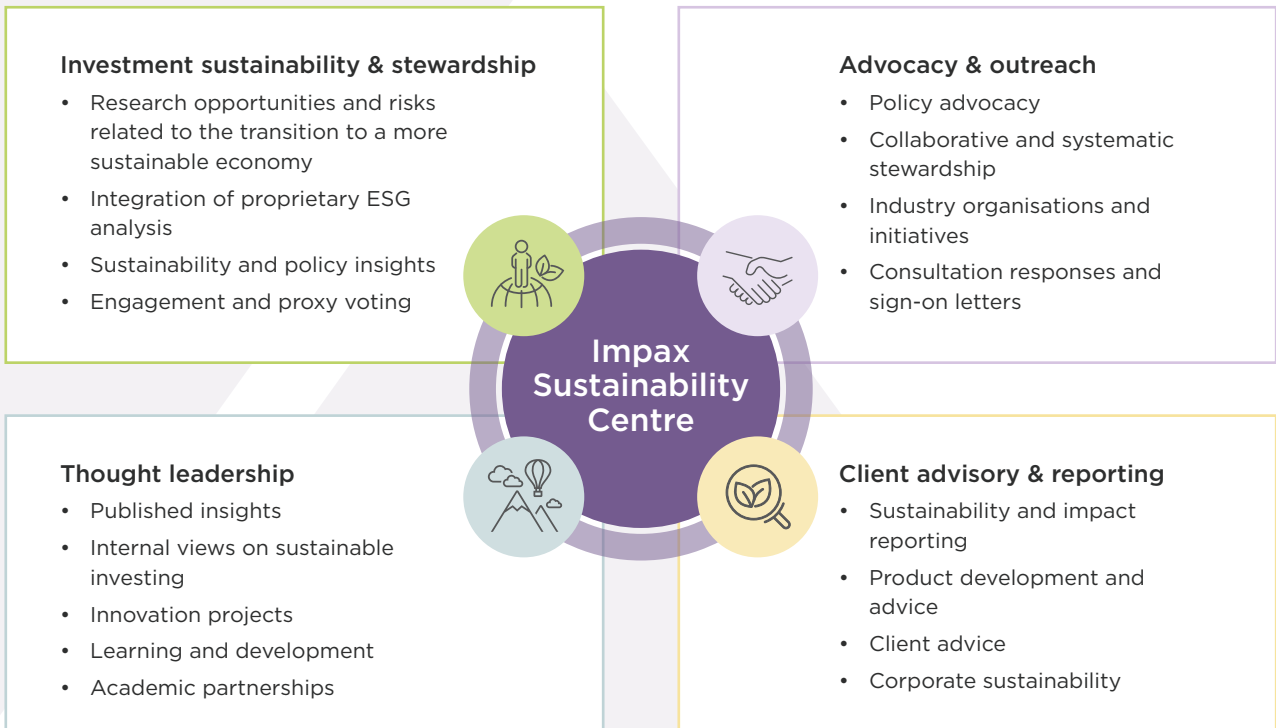 Investment sustainability & stewardship
• Research opportunities and risks
related to the transition to a more
sustainable economy
• Integration of proprietary ESG
analysis
• Sustainability and policy insights
• Engagement and proxy voting
Advocacy & outreach
• Policy advocacy
• Collaborative and systematic
stewardship
• Industry organisations and
initiatives
• Consultation responses and
sign-on letters
Impax
Sustainability
Centre
Thought leadership
• Published insights
• Internal views on sustainable
investing
• Innovation projects
• Learning and development
• Academic partnerships
Client advisory & reporting
• Sustainability and impact
reporting
• Product development and
advice
• Client advice
• Corporate sustainability